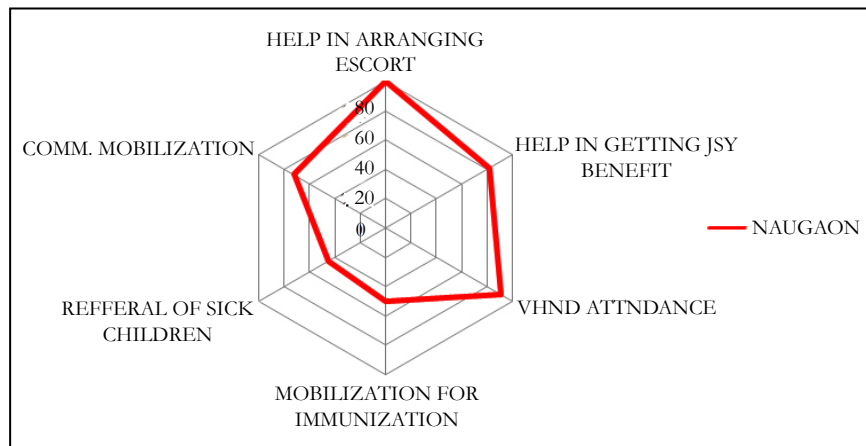 HELP IN ARRANGING
ESCORT
80
60
40
20
0
COMM. MOBILIZATION
HELP IN GETTING JSY
BENEFIT
NAUGAON
REFFERAL OF SICK
CHILDREN
VHND ATTNDANCE
MOBILIZATION FOR
IMMUNIZATION